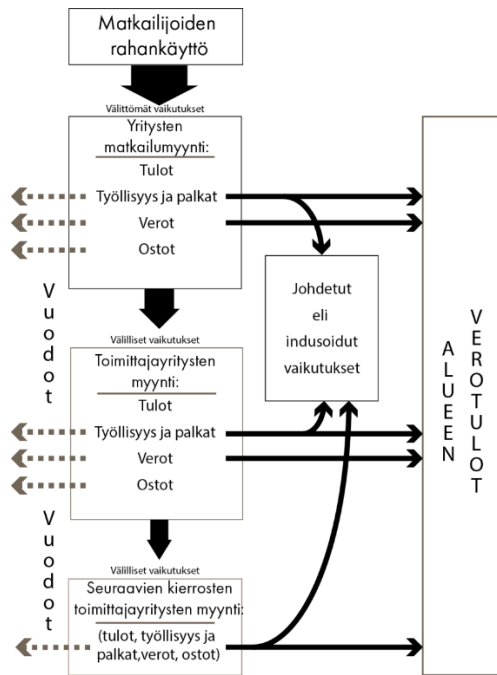 Matkailijoiden
rahankäyttö
Välittömät vaikutukset
Yritysten
matkailumyynti:
Tulot
Työllisyys ja palkat
Verot
Ostot
Vuodot
Johdetut
eli
indusoidut
vaikutukset
ALUEEN
VEROTULOT
Välilliset vaikutukset
Toimittajayritysten
myynti:
Tulot
Työllisyys ja palkat
Verot
Ostot
Vuodot
Välilliset vaikutukset
Seuraavien kierrosten
toimittajayritysten myynti:
(tulot, työllisyys ja
palkat,verot, ostot)